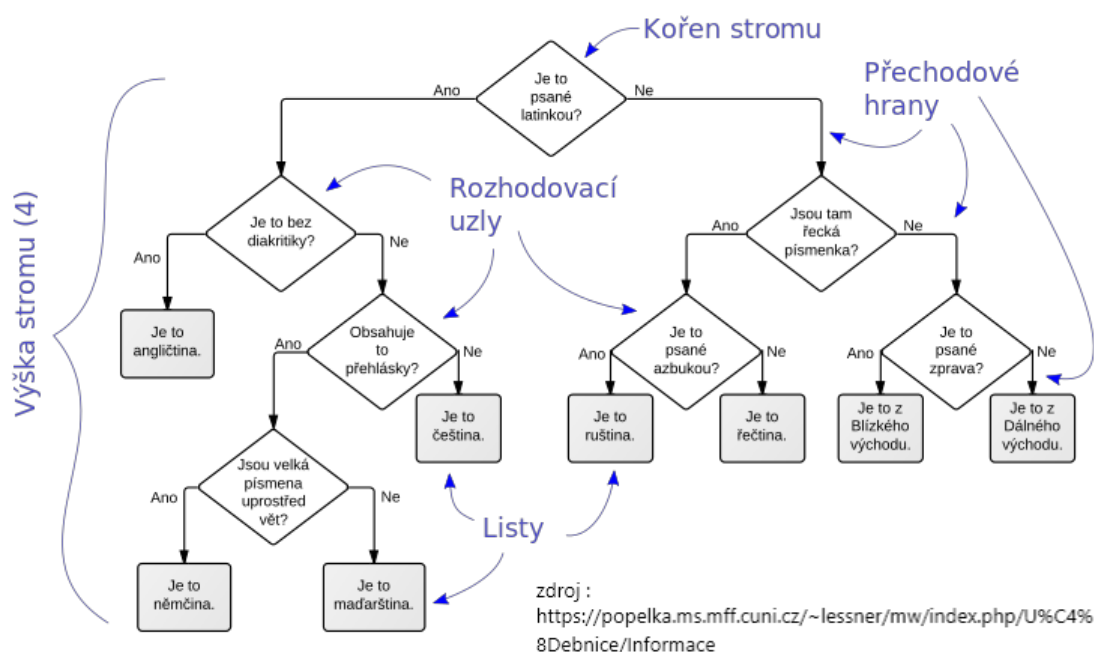 Kořen stromu
Je to
psané
latinkou?
Ano
Ne
Přechodové
hrany
Výška stromu (4)
Rozhodovací
uzly
Je to bez
diakritiky?
Ano
Ne
Jsou tam
řecká
písmenka?
Ano
Ne
Je to
angličtina.
Obsahuje
to
přehlásky?
Ano
Ne
Je to
psané
azbukou?
Ano
Ne
Je to
psané
zprava?
Ano
Ne
Je to
čeština.
Je to
ruština.
Je to
řečtina.
Je to z
Blízkého
východu.
Je to z
Dálného
východu.
Jsou velká
písmena
uprostřed
vět?
Ano
Ne
Listy
Je to
němčina.
Je to
maďarština.
zdroj :
https://popelka.ms.mff.cuni.cz/~lessner/mw/index.php/U%C4%
8Debnice/Informace